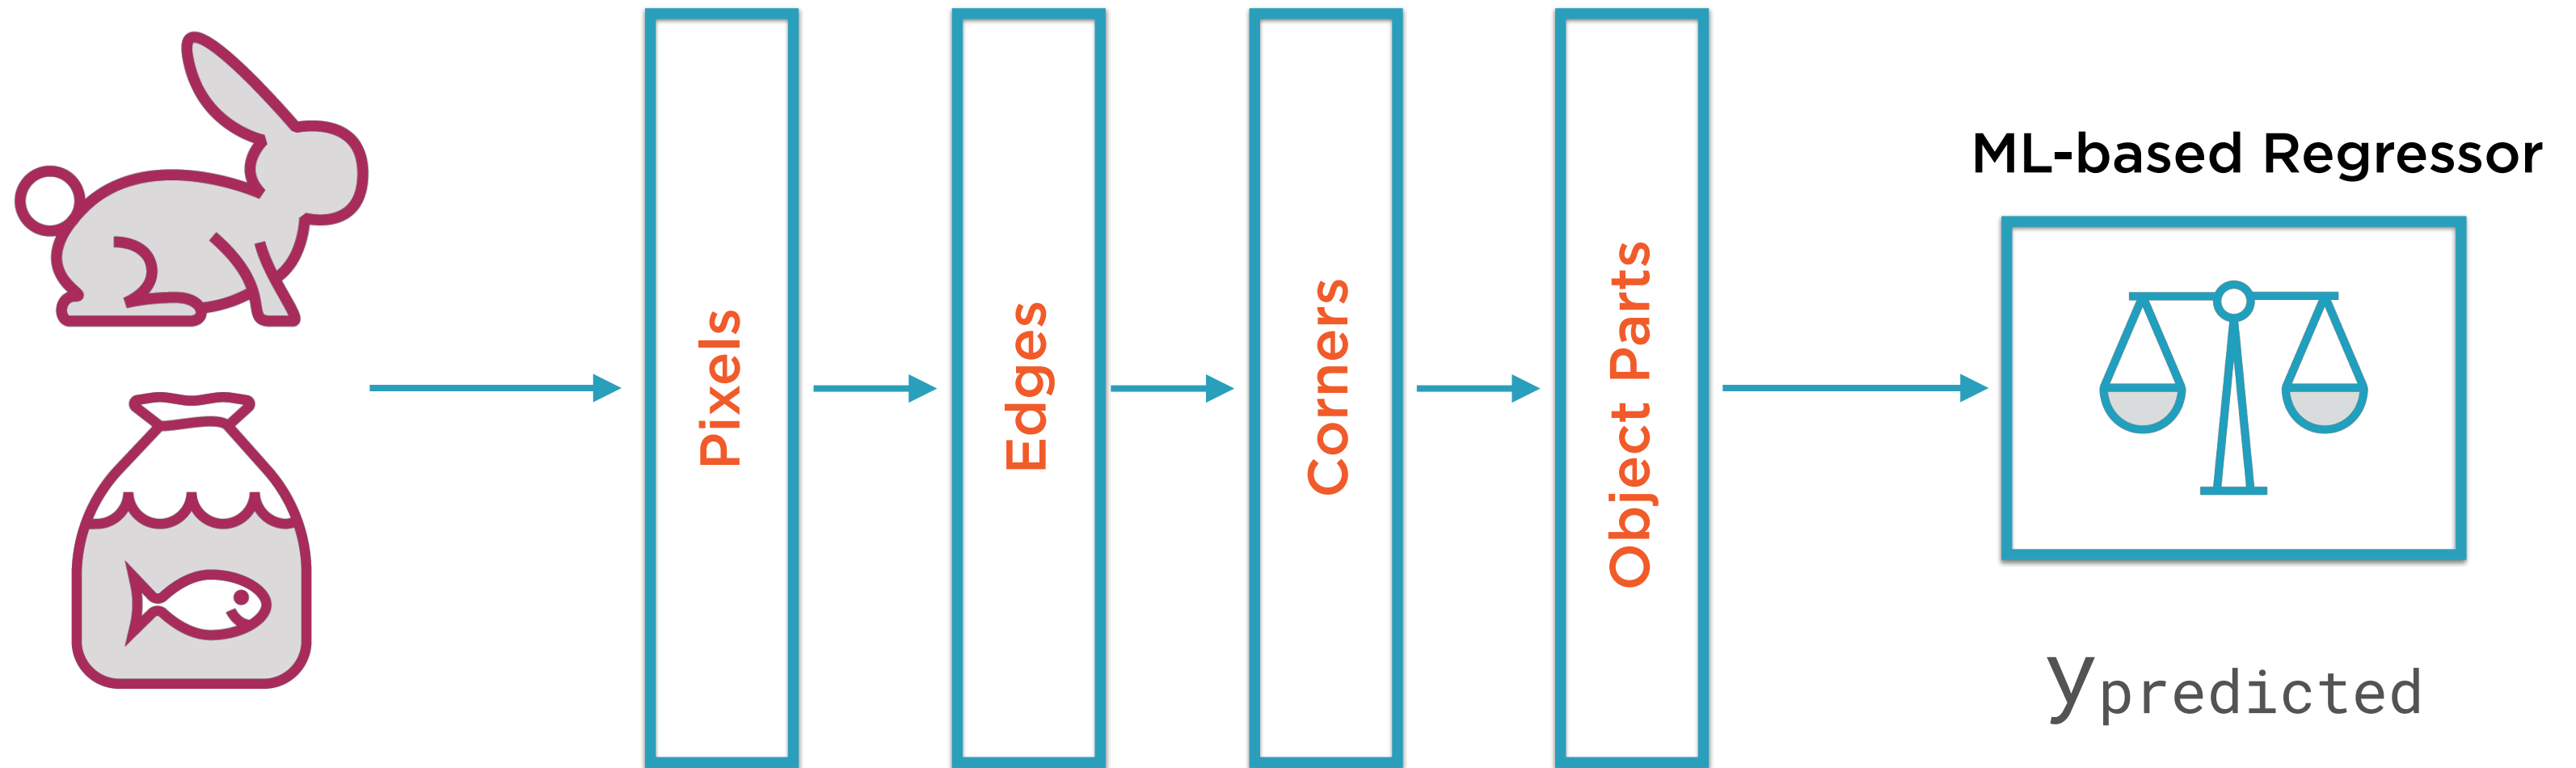 Pixels
Edges
Corners
Object Parts
ML-based Regressor
ypredicted